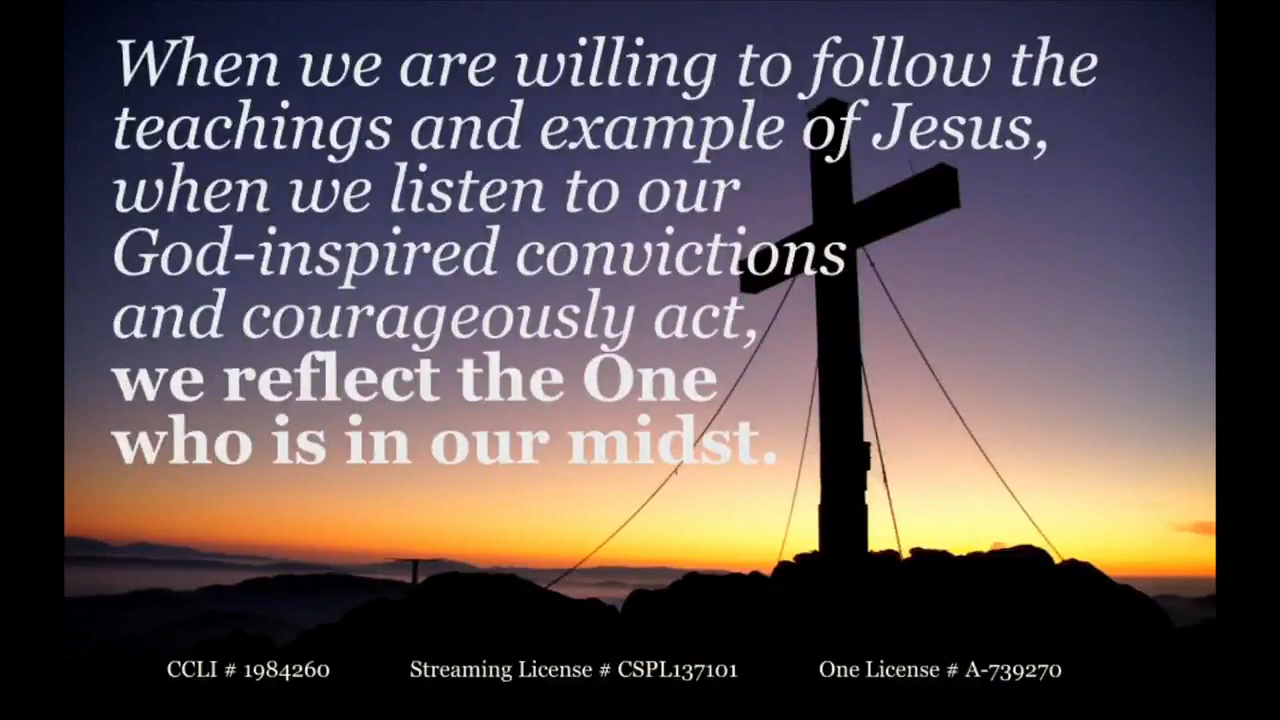 When we are willing to follow the
teachings and example of Jesus,
when we listen to our
God-inspired convictions
and courageously act,
we reflect the One
who is in our midst.
CCLI # 1984260 Streaming License # CSPL137101 One License # A-739270